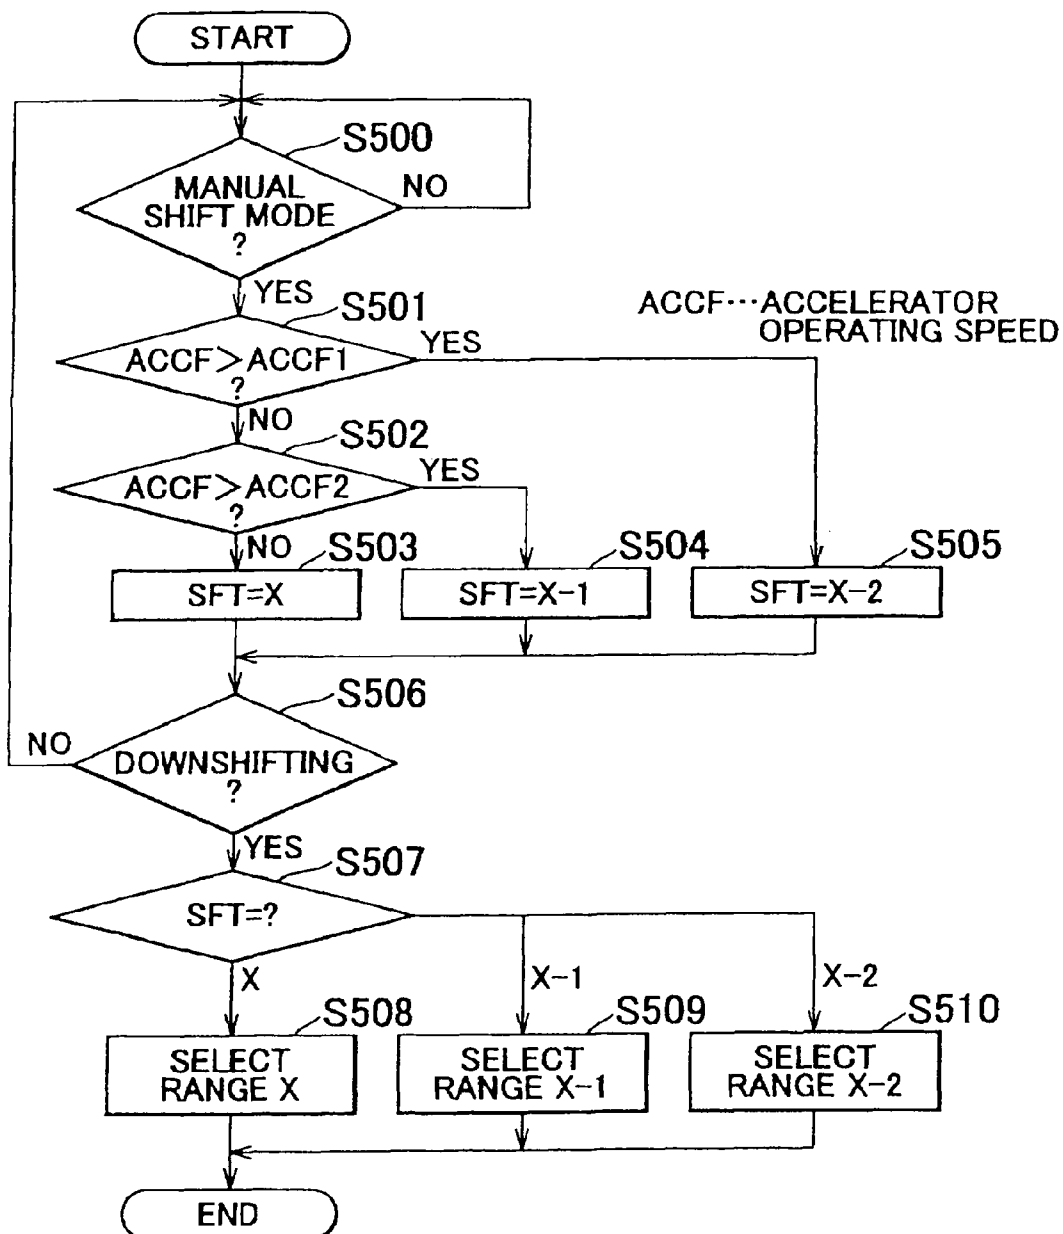 START
S500
MANUAL
SHIFT MODE
?
NO
YES
S501
ACCF···ACCELERATOR
OPERATING SPEED
ACCF>ACCF1
?
YES
NO
S502
ACCF>ACCF2
?
YES
NO
S503
S504
S505
SFT=X
SFT=X-1
SFT=X-2
S506
NO
DOWNSHIFTING
?
YES
S507
SFT=?
X
X-1
X-2
S508
S509
S510
SELECT
RANGE X
SELECT
RANGE X-1
SELECT
RANGE X-2
END